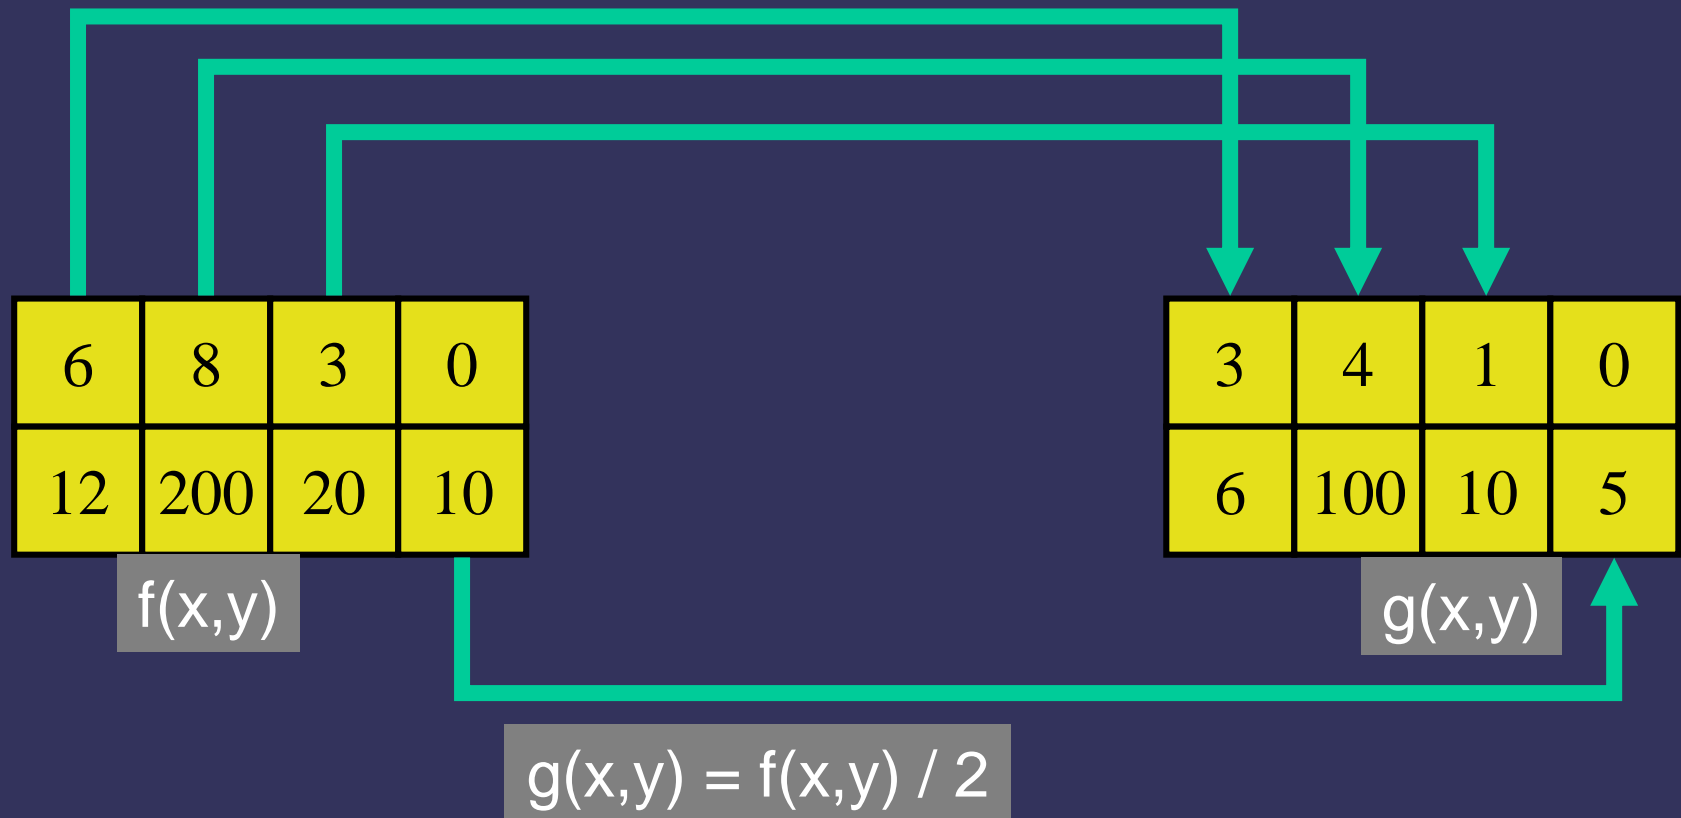 6 8 3 0
12 200 20 10
f(x,y)
3 4 1 0
6 100 10 5
g(x,y)
g(x,y) = f(x,y) / 2